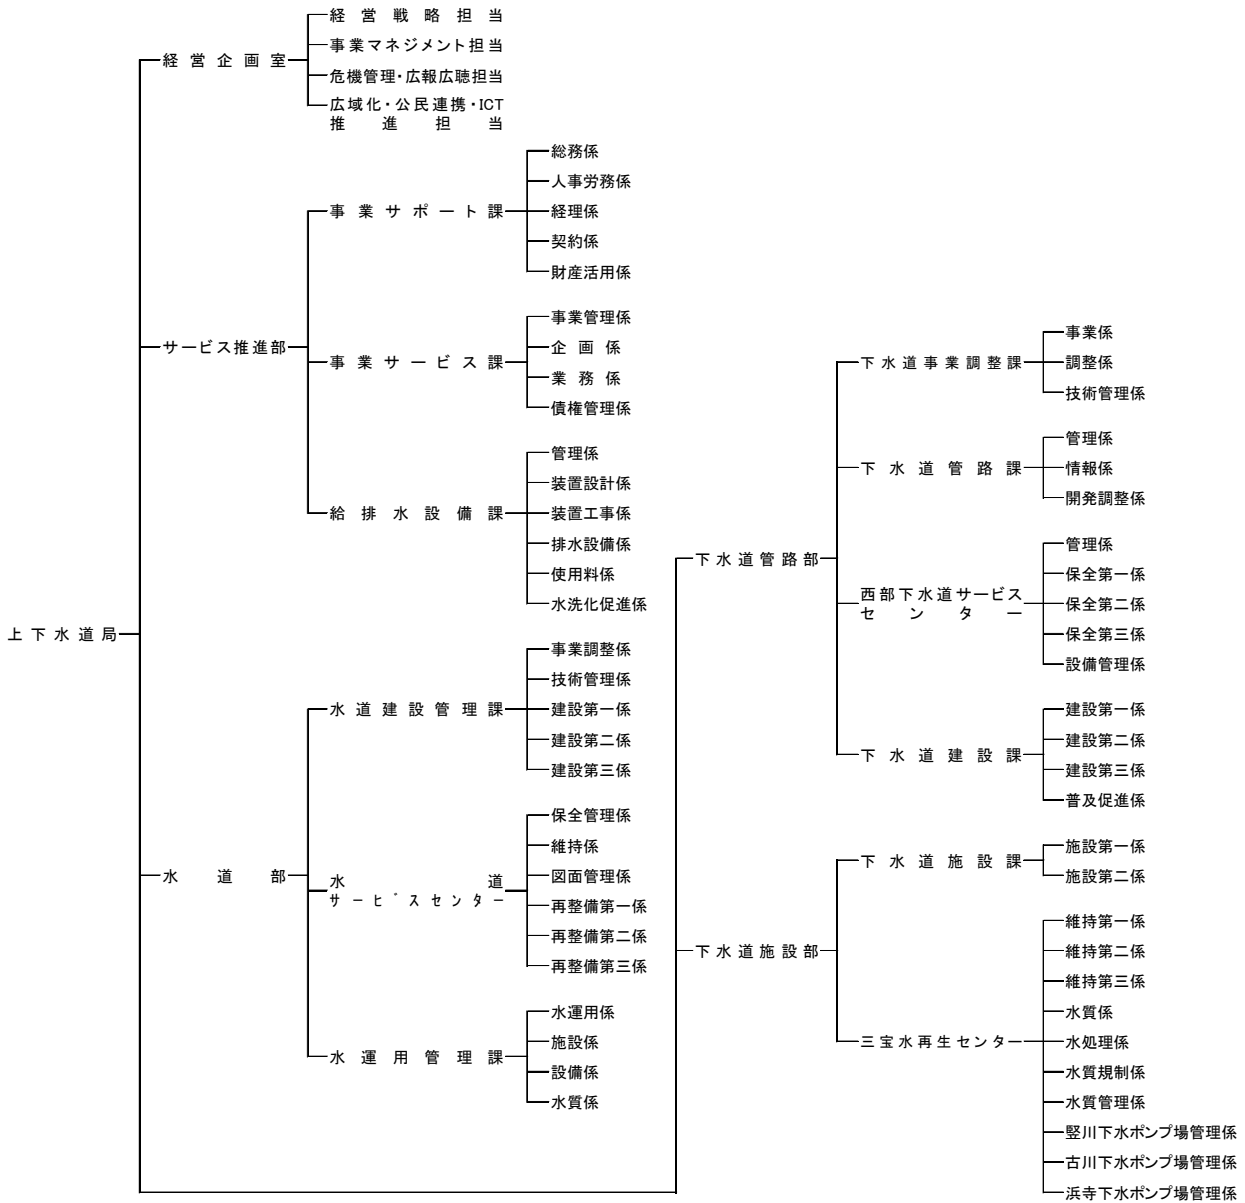 上下水道局
経営企画室
経営戦略担当
事業マネジメント担当
危機管理・広報広聴担当
広域化・公民連携・ICT
推進担当
サービス推進部
事業サポート課
総務係
人事労務係
経理係
契約係
財産活用係
事業サービス課
事業管理係
企画係
業務係
債権管理係
給排水設備課
管理係
装置設計係
装置工事係
排水設備係
使用料係
水洗化促進係
水道部
水道建設管理課
事業調整係
技術管理係
建設第一係
建設第二係
建設第三係
水道
サービスセンター
保全管理係
維持係
図面管理係
再整備第一係
再整備第二係
再整備第三係
水運用管理課
水運用係
施設係
設備係
水質係
下水道管路部
下水道事業調整課
事業係
調整係
技術管理係
下水道管路課
管理係
情報係
開発調整係
西部下水道サービス
センター
管理係
保全第一係
保全第二係
保全第三係
設備管理係
下水道建設課
建設第一係
建設第二係
建設第三係
普及促進係
下水道施設部
下水道施設課
施設第一係
施設第二係
三宝水再生センター
維持第一係
維持第二係
維持第三係
水質係
水処理係
水質規制係
水質管理係
竪川下水ポンプ場管理係
古川下水ポンプ場管理係
浜寺下水ポンプ場管理係